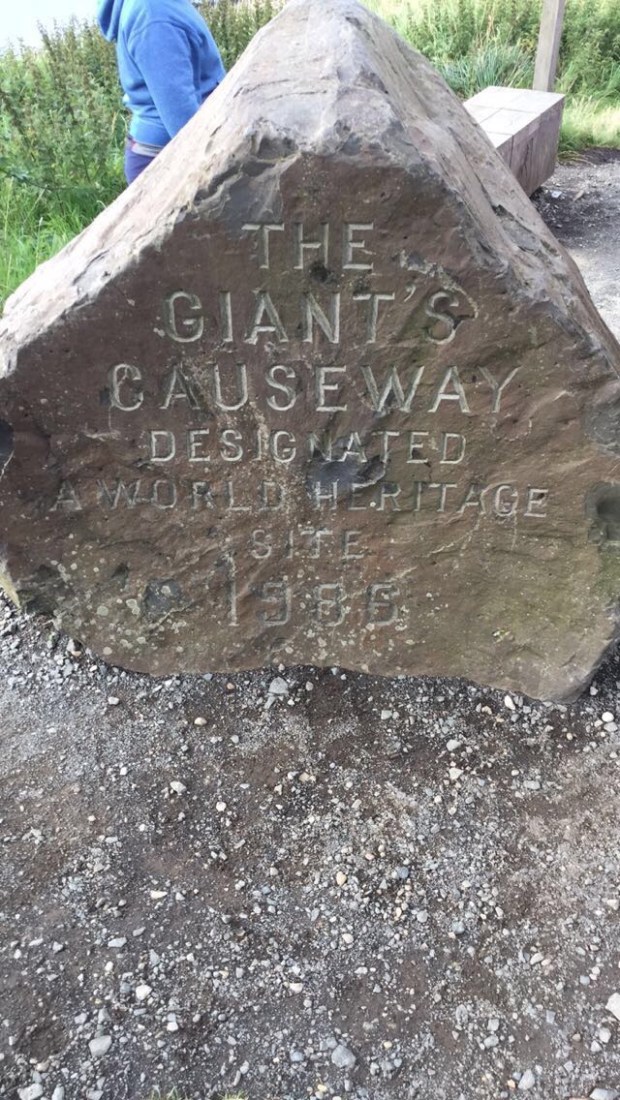 THE
GIANT'S
CAUSEWAY
DESIGNATED
A WORLD HERITAGE
SITE
1986